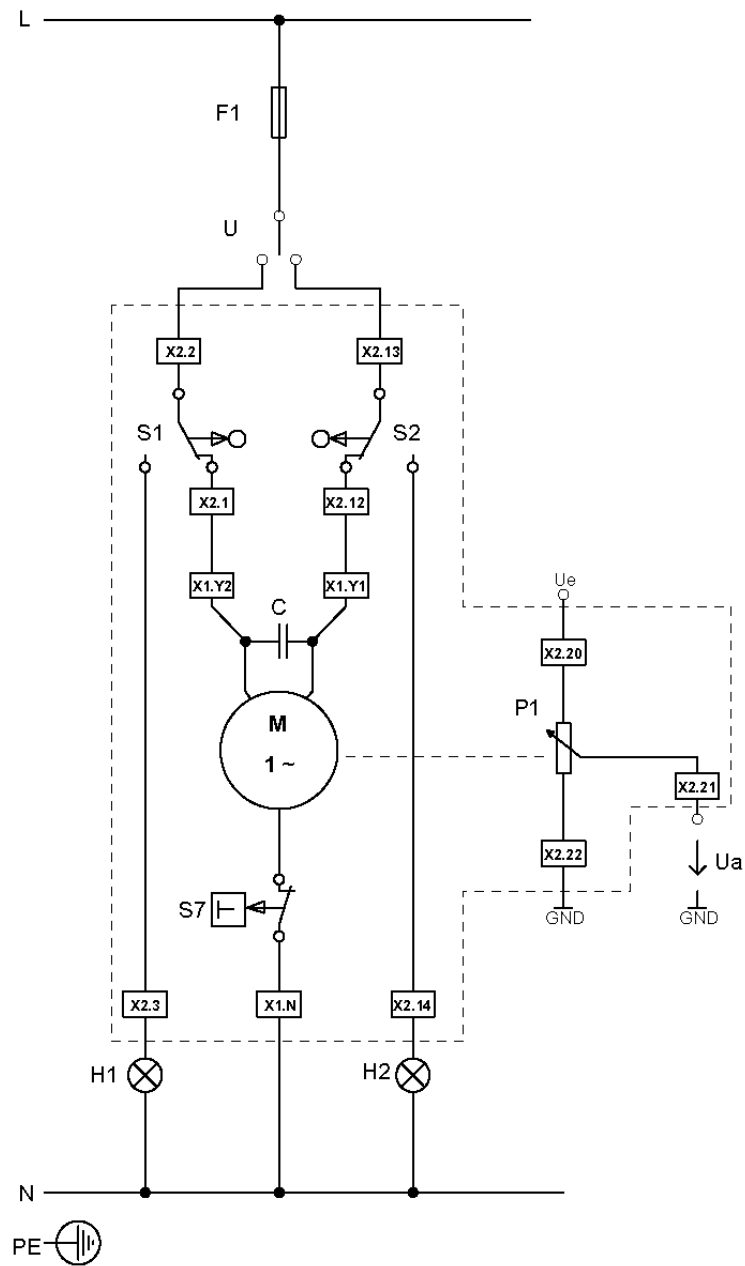 L
F1
U
X2.2
X2.13
S1
S2
X2.1
X2.12
X1.Y2
X1.Y1
Ue
C
X2.20
P1
M
1 ~
X2.21
X2.22
Ua
S7
GND
GND
X2.3
X1.N
X2.14
H1
H2
N
PE